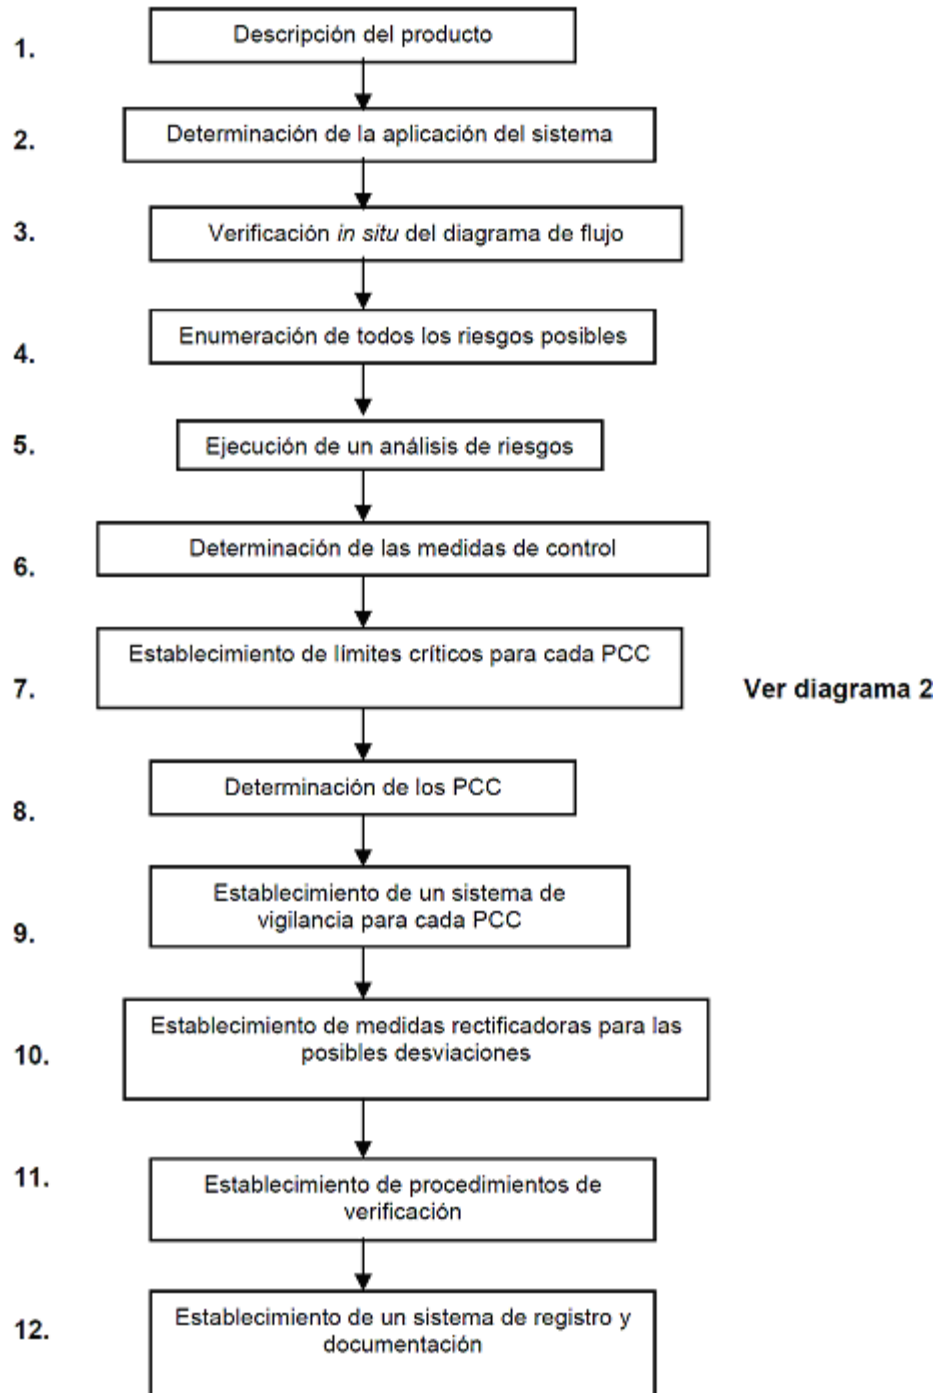 1.
Descripción del producto
2.
Determinación de la aplicación del sistema
3.
Verificación in situ del diagrama de flujo
4.
Enumeración de todos los riesgos posibles
5.
Ejecución de un análisis de riesgos
6.
Determinación de las medidas de control
7.
Establecimiento de límites críticos para cada PCC
Ver diagrama 2
8.
Determinación de los PCC
9.
Establecimiento de un sistema de
vigilancia para cada PCC
10.
Establecimiento de medidas rectificadoras para las
posibles desviaciones
11.
Establecimiento de procedimientos de
verificación
12.
Establecimiento de un sistema de registro y
documentación